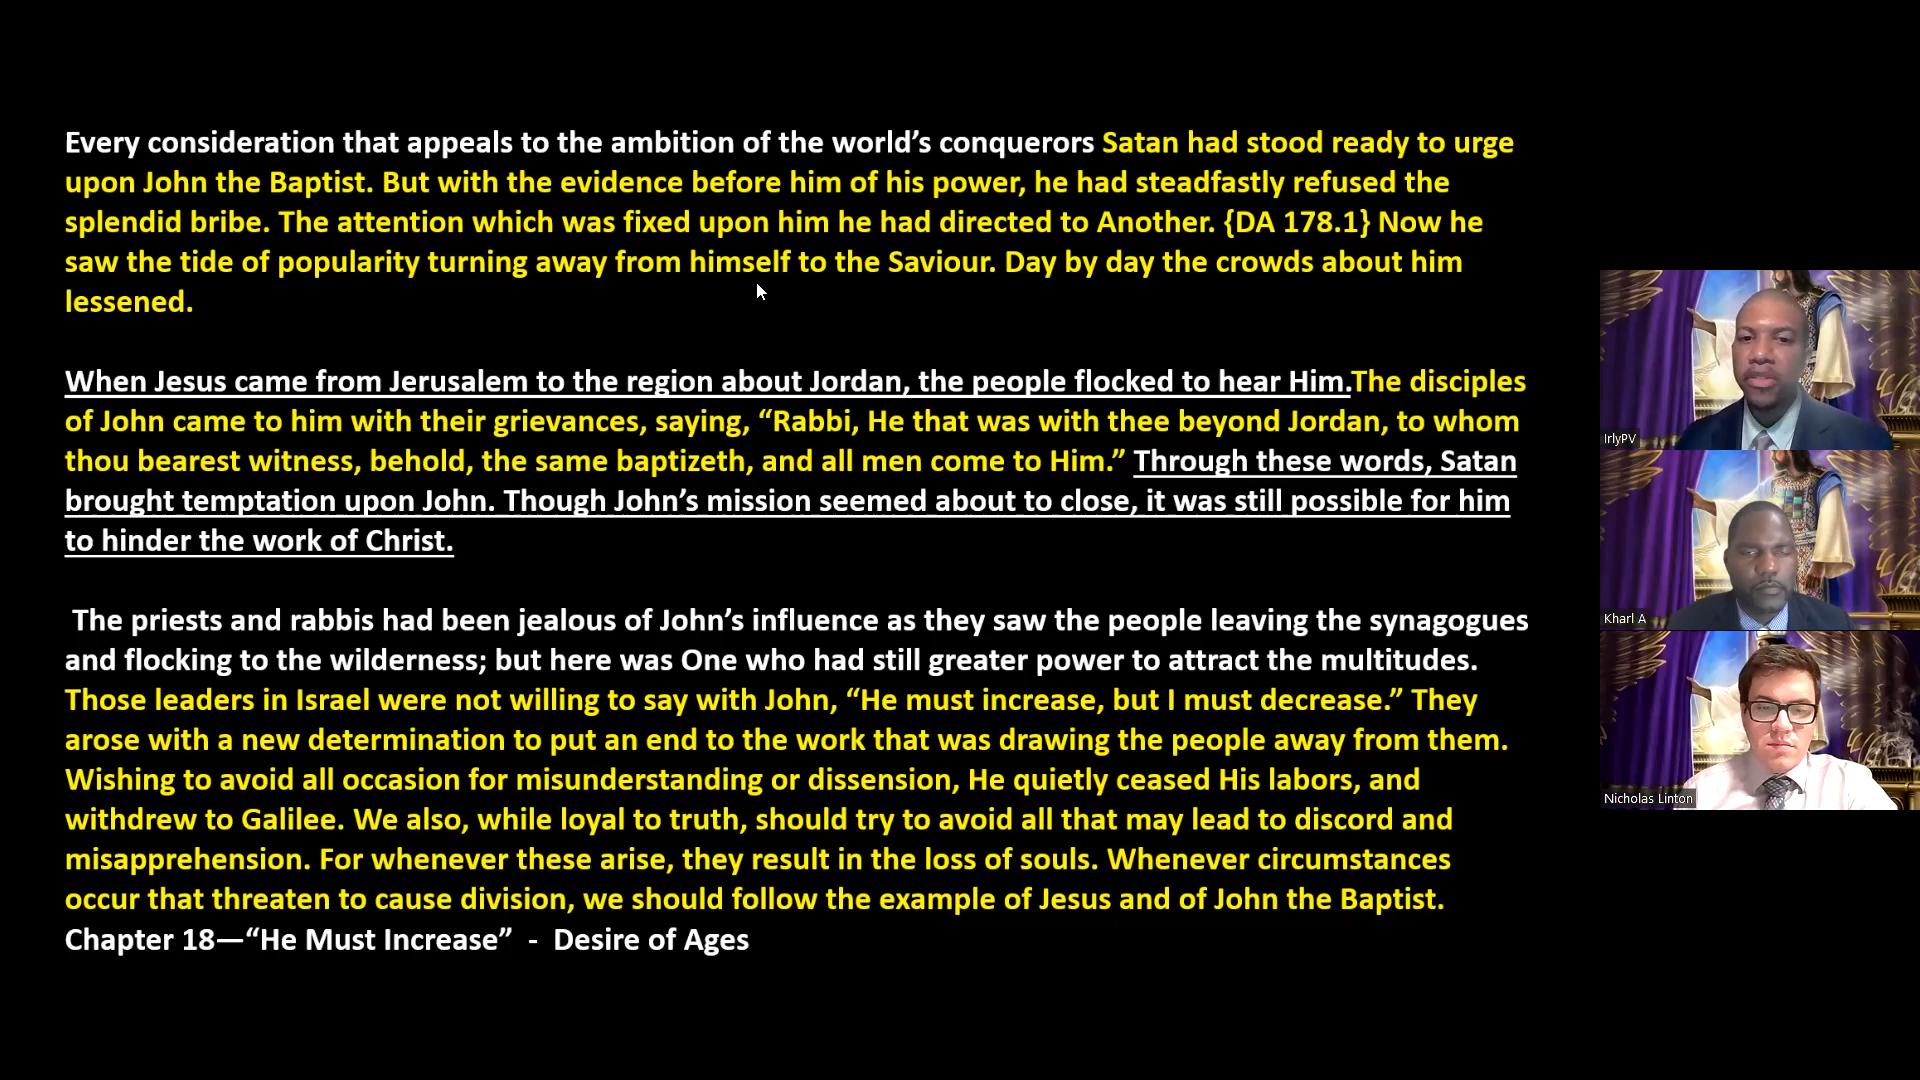 Every consideration that appeals to the ambition of the world’s conquerors Satan had stood ready to urge
upon John the Baptist. But with the evidence before him of his power, he had steadfastly refused the
splendid bribe. The attention which was fixed upon him he had directed to Another. {DA 178.1} Now he
saw the tide of popularity turning away from himself to the Saviour. Day by day the crowds about him
lessened.
When Jesus came from Jerusalem to the region about Jordan, the people flocked to hear Him.The disciples
of John came to him with their grievances, saying, “Rabbi, He that was with thee beyond Jordan, to whom
thou bearest witness, behold, the same baptizeth, and all men come to Him.” Through these words, Satan
brought temptation upon John. Though John’s mission seemed about to close, it was still possible for him
to hinder the work of Christ.
The priests and rabbis had been jealous of John’s influence as they saw the people leaving the synagogues
and flocking to the wilderness; but here was One who had still greater power to attract the multitudes.
Those leaders in Israel were not willing to say with John, “He must increase, but I must decrease.” They
arose with a new determination to put an end to the work that was drawing the people away from them.
Wishing to avoid all occasion for misunderstanding or dissension, He quietly ceased His labors, and
withdrew to Galilee. We also, while loyal to truth, should try to avoid all that may lead to discord and
misapprehension. For whenever these arise, they result in the loss of souls. Whenever circumstances
occur that threaten to cause division, we should follow the example of Jesus and of John the Baptist.
Chapter 18—“He Must Increase” - Desire of Ages
IrlyPV
Kharl A
Nicholas Linton